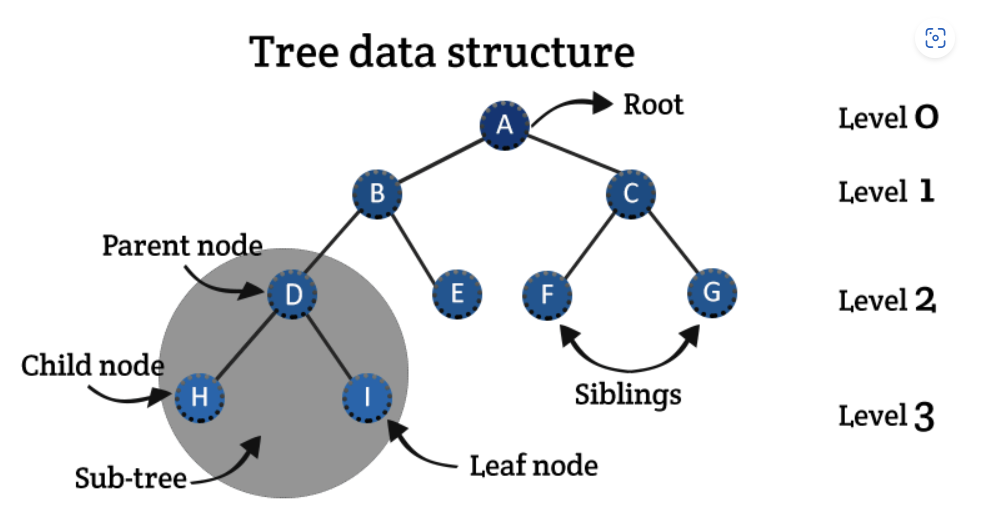 Tree data structure
A
Root
Level 0
B
C
Level 1
Parent node
D
E
F
G
Level 2
Child node
H
I
Siblings
Level 3
Sub-tree
Leaf node